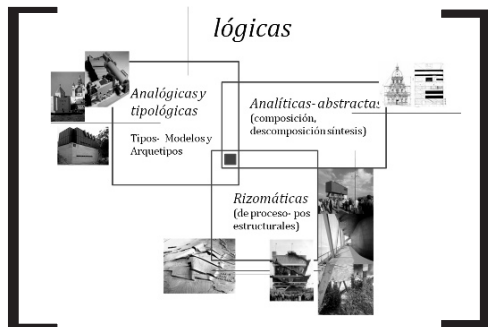 lógicas
Analógicas y
tipológicas
Tipos- Modelos y
Arquetipos
Analíticas- abstractas
(composición,
descomposición síntesis)
Rizomáticas
(de proceso- pos
estructurales)